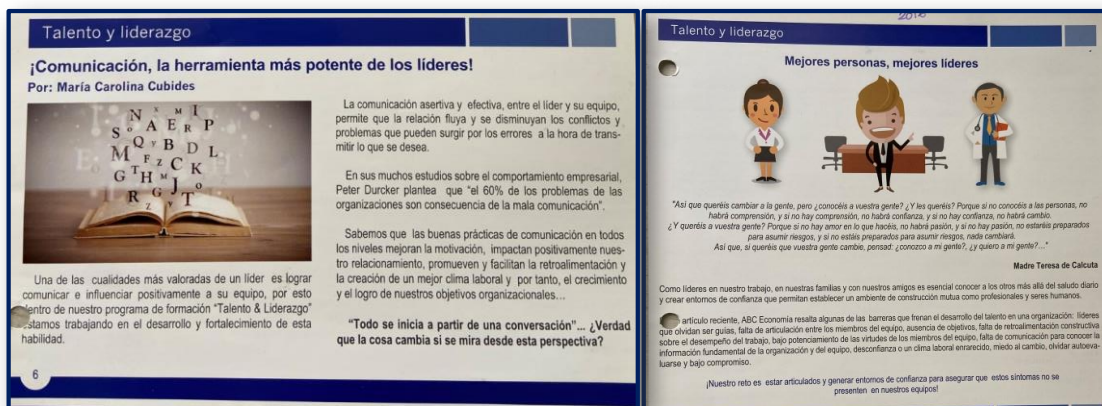 Talento y liderazgo
¡Comunicación, la herramienta más potente de los líderes!
Por: María Carolina Cubides
Una de las cualidades más valoradas de un líder es lograr
comunicar e influenciar positivamente a su equipo, por esto
dentro de nuestro programa de formación "Talento & Liderazgo"
estamos trabajando en el desarrollo y fortalecimiento de esta
habilidad.
La comunicación asertiva y efectiva, entre el líder y su equipo,
permite que la relación fluya y se disminuyan los conflictos y
problemas que pueden surgir por los errores a la hora de trans-
mitir lo que se desea.
En sus muchos estudios sobre el comportamiento empresarial,
Peter Durcker plantea que "el 60% de los problemas de las
organizaciones son consecuencia de la mala comunicación".
Sabemos que las buenas prácticas de comunicación en todos
los niveles mejoran la motivación, impactan positivamente nues-
tro relacionamiento, promueven y facilitan la retroalimentación y
la creación de un mejor clima laboral y por tanto, el crecimiento
y el logro de nuestros objetivos organizacionales…
"Todo se inicia a partir de una conversación"... ¿Verdad
que la cosa cambia si se mira desde esta perspectiva?
6
Talento y liderazgo
Mejores personas, mejores líderes
"Así que queréis cambiar a la gente, pero ¿conocéis a vuestra gente? ¿Y les queréis? Porque si no conocéis a las personas, no
habrá comprensión, y si no hay comprensión, no habrá confianza, y si no hay confianza, no habrá cambio.
¿Y queréis a vuestra gente? Porque si no hay amor en lo que hacéis, no habrá pasión, y si no hay pasión, no estaréis preparados
para asumir riesgos, y si no estáis preparados para asumir riesgos, nada cambiará.
Así que, si queréis que vuestra gente cambie, pensad: ¿conozco a mi gente?, ¿y quiero a mi gente?…"
Madre Teresa de Calcuta
Como líderes en nuestro trabajo, en nuestras familias y con nuestros amigos es esencial conocer a los otros más allá del saludo diario
y crear entornos de confianza que permitan establecer un ambiente de construcción mutua como profesionales y seres humanos.
artículo reciente, ABC Economía resalta algunas de las barreras que frenan el desarrollo del talento en una organización: líderes
que olvidan ser guías, falta de articulación entre los miembros del equipo, ausencia de objetivos, falta de retroalimentación constructiva
sobre el desempeño del trabajo, bajo potenciamiento de las virtudes de los miembros del equipo, falta de comunicación para conocer la
información fundamental de la organización y del equipo, desconfianza o un clima laboral enrarecido, miedo al cambio, olvidar autoeva-
luarse y bajo compromiso.
¡Nuestro reto es estar articulados y generar entornos de confianza para asegurar que estos síntomas no se
presenten en nuestros equipos!